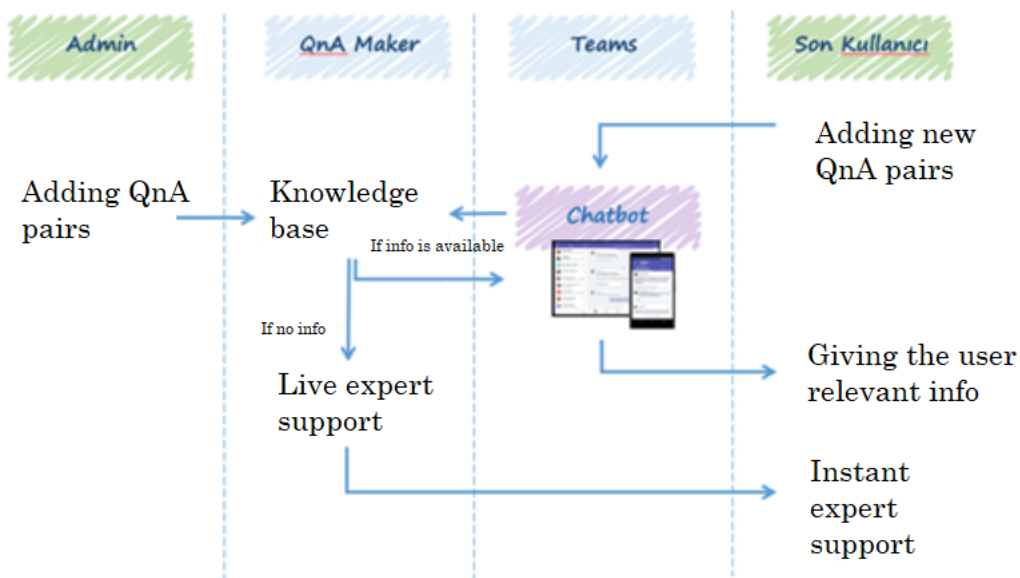 Admin
QnA Maker
Teams
Son Kullanıcı
Adding new
QnA pairs
Adding QnA
pairs
Knowledge
base
Chatbot
If info is available
If no info
Live expert
support
Giving the user
relevant info
Instant
expert
support